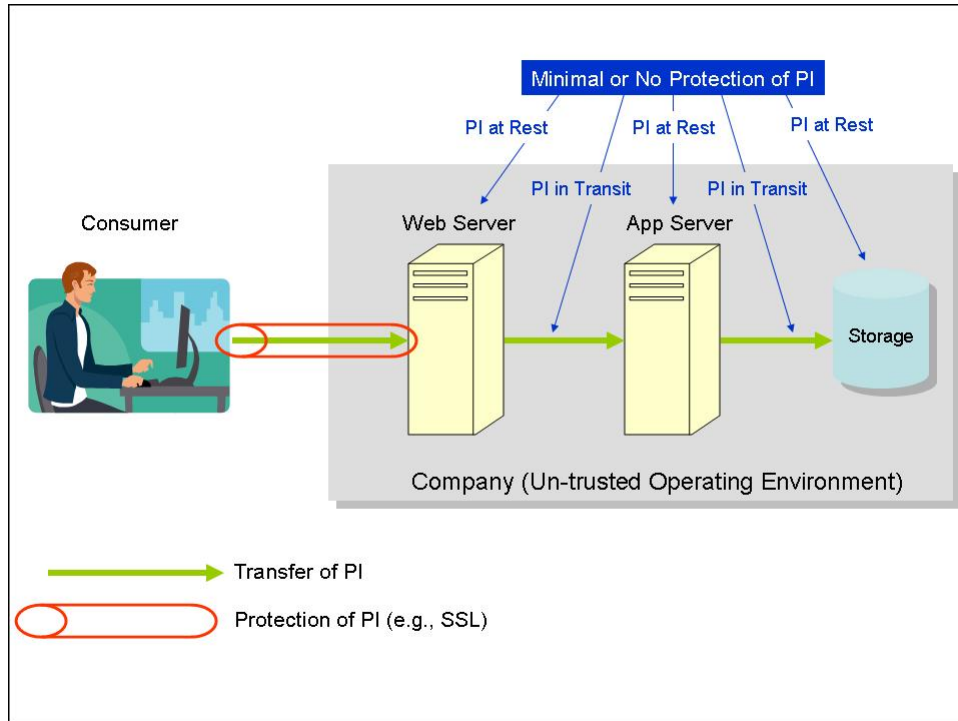 Minimal or No Protection of PI
PI at Rest
PI at Rest
PI at Rest
PI in Transit
PI in Transit
Consumer
Web Server
App Server
Storage
Company (Un-trusted Operating Environment)
Transfer of PI
Protection of PI (e.g., SSL)